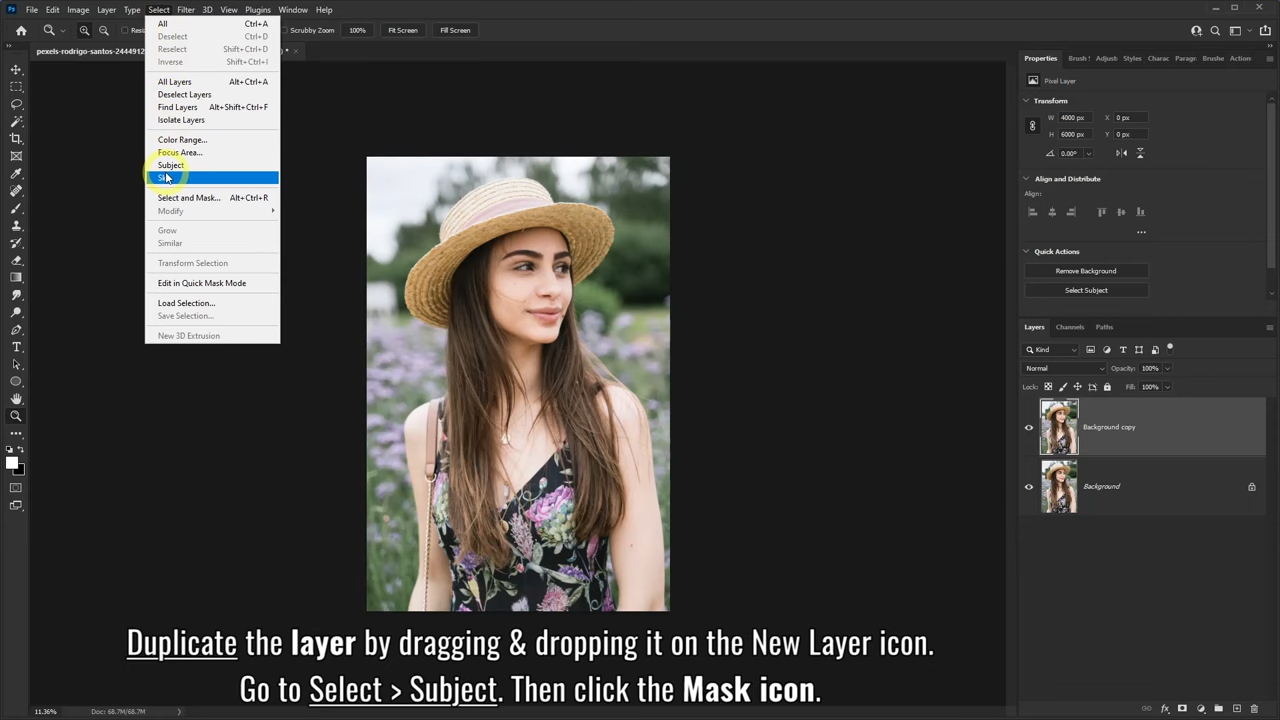 Ps File Edit Image Layer Type Select Filter 3D View Plugins Window Help
Scrubby Zoom 100% Fit Screen Fill Screen
pexels-rodrigo-santos-2444912
All Ctrl+A
Deselect Ctrl+D
Reselect Shift+Ctrl+D
Inverse Shift+Ctrl+I
All Layers Alt+Ctrl+A
Deselect Layers
Find Layers Alt+Shift+Ctrl+F
Isolate Layers
Color Range...
Focus Area...
Subject
Select and Mask... Alt+Ctrl+R
Modify
Grow
Similar
Transform Selection
Edit in Quick Mask Mode
Load Selection...
Save Selection...
New 3D Extrusion
Properties Brush Adjust Styles Charac Paragr Brushe Action
Pixel Layer
Transform
W 4000 px X 0 px
H 6000 px Y 0 px
0.00°
Align and Distribute
Align:
Quick Actions
Remove Background
Select Subject
Layers Channels Paths
Kind
Normal Opacity: 100%
Lock: Fill: 100%
Background copy
Background
Duplicate the layer by dragging & dropping it on the New Layer icon.
Go to Select > Subject. Then click the Mask icon.
11.36% Doc: 68.7M/68.7M